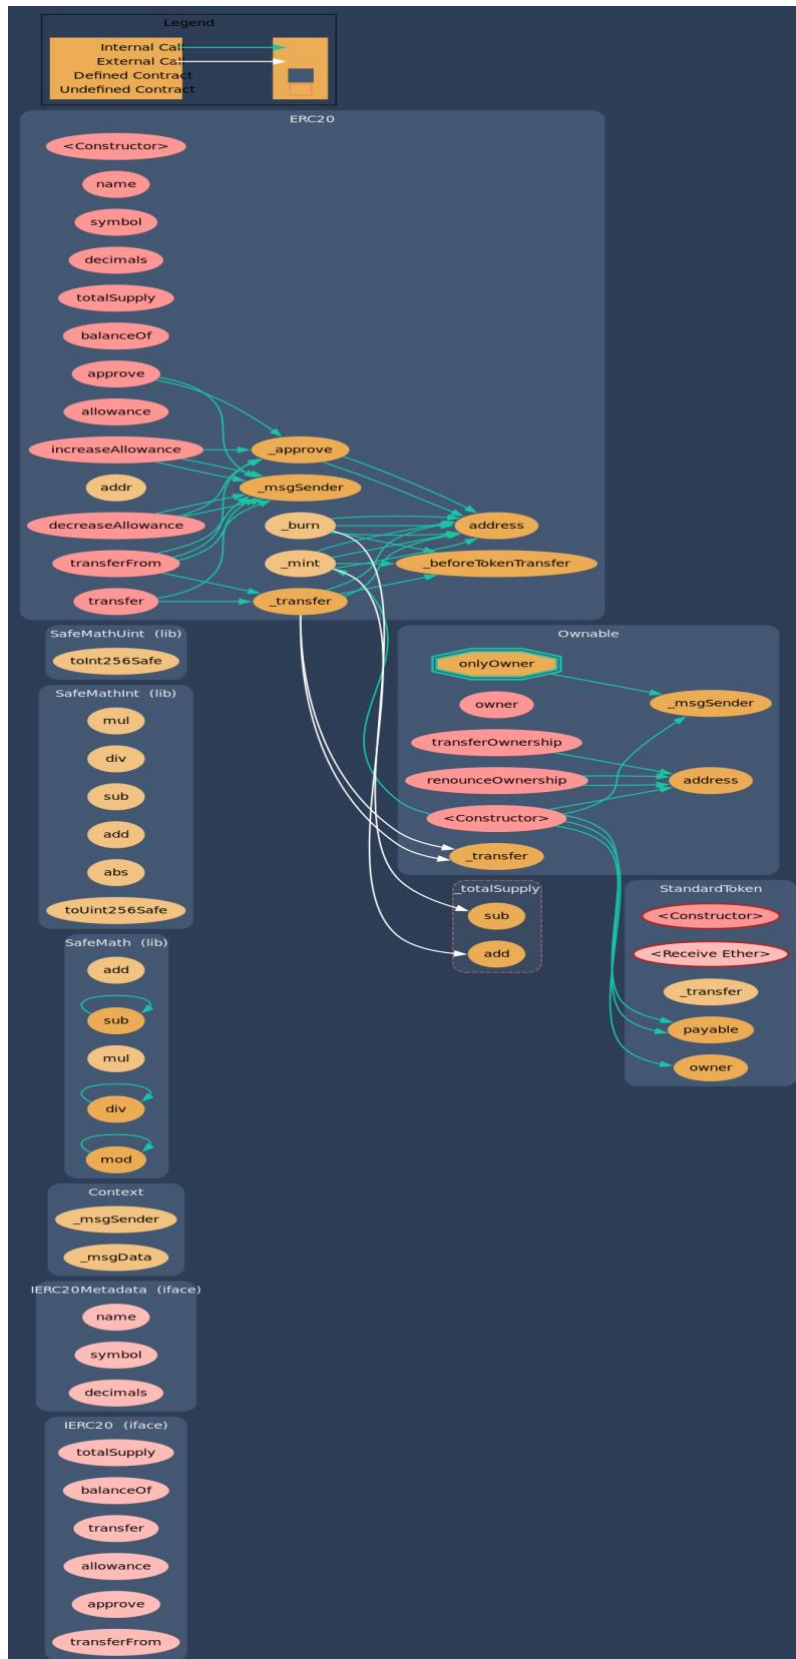 Legend
Internal Call
External Call
Defined Contract
Undefined Contract
ERC20
<Constructor>
name
symbol
decimals
totalSupply
balanceOf
approve
allowance
increaseAllowance
_approve
addr
_msgSender
decreaseAllowance
_burn
address
transferFrom
_mint
_beforeTokenTransfer
transfer
_transfer
SafeMathUint (lib)
toInt256Safe
Ownable
onlyOwner
owner
_msgSender
transferOwnership
renounceOwnership
address
<Constructor>
_transfer
SafeMathInt (lib)
mul
div
sub
add
abs
toUint256Safe
_totalSupply
sub
add
StandardToken
<Constructor>
<Receive Ether>
_transfer
payable
owner
SafeMath (lib)
add
sub
mul
div
mod
Context
_msgSender
_msgData
IERC20Metadata (iface)
name
symbol
decimals
IERC20 (iface)
totalSupply
balanceOf
transfer
allowance
approve
transferFrom